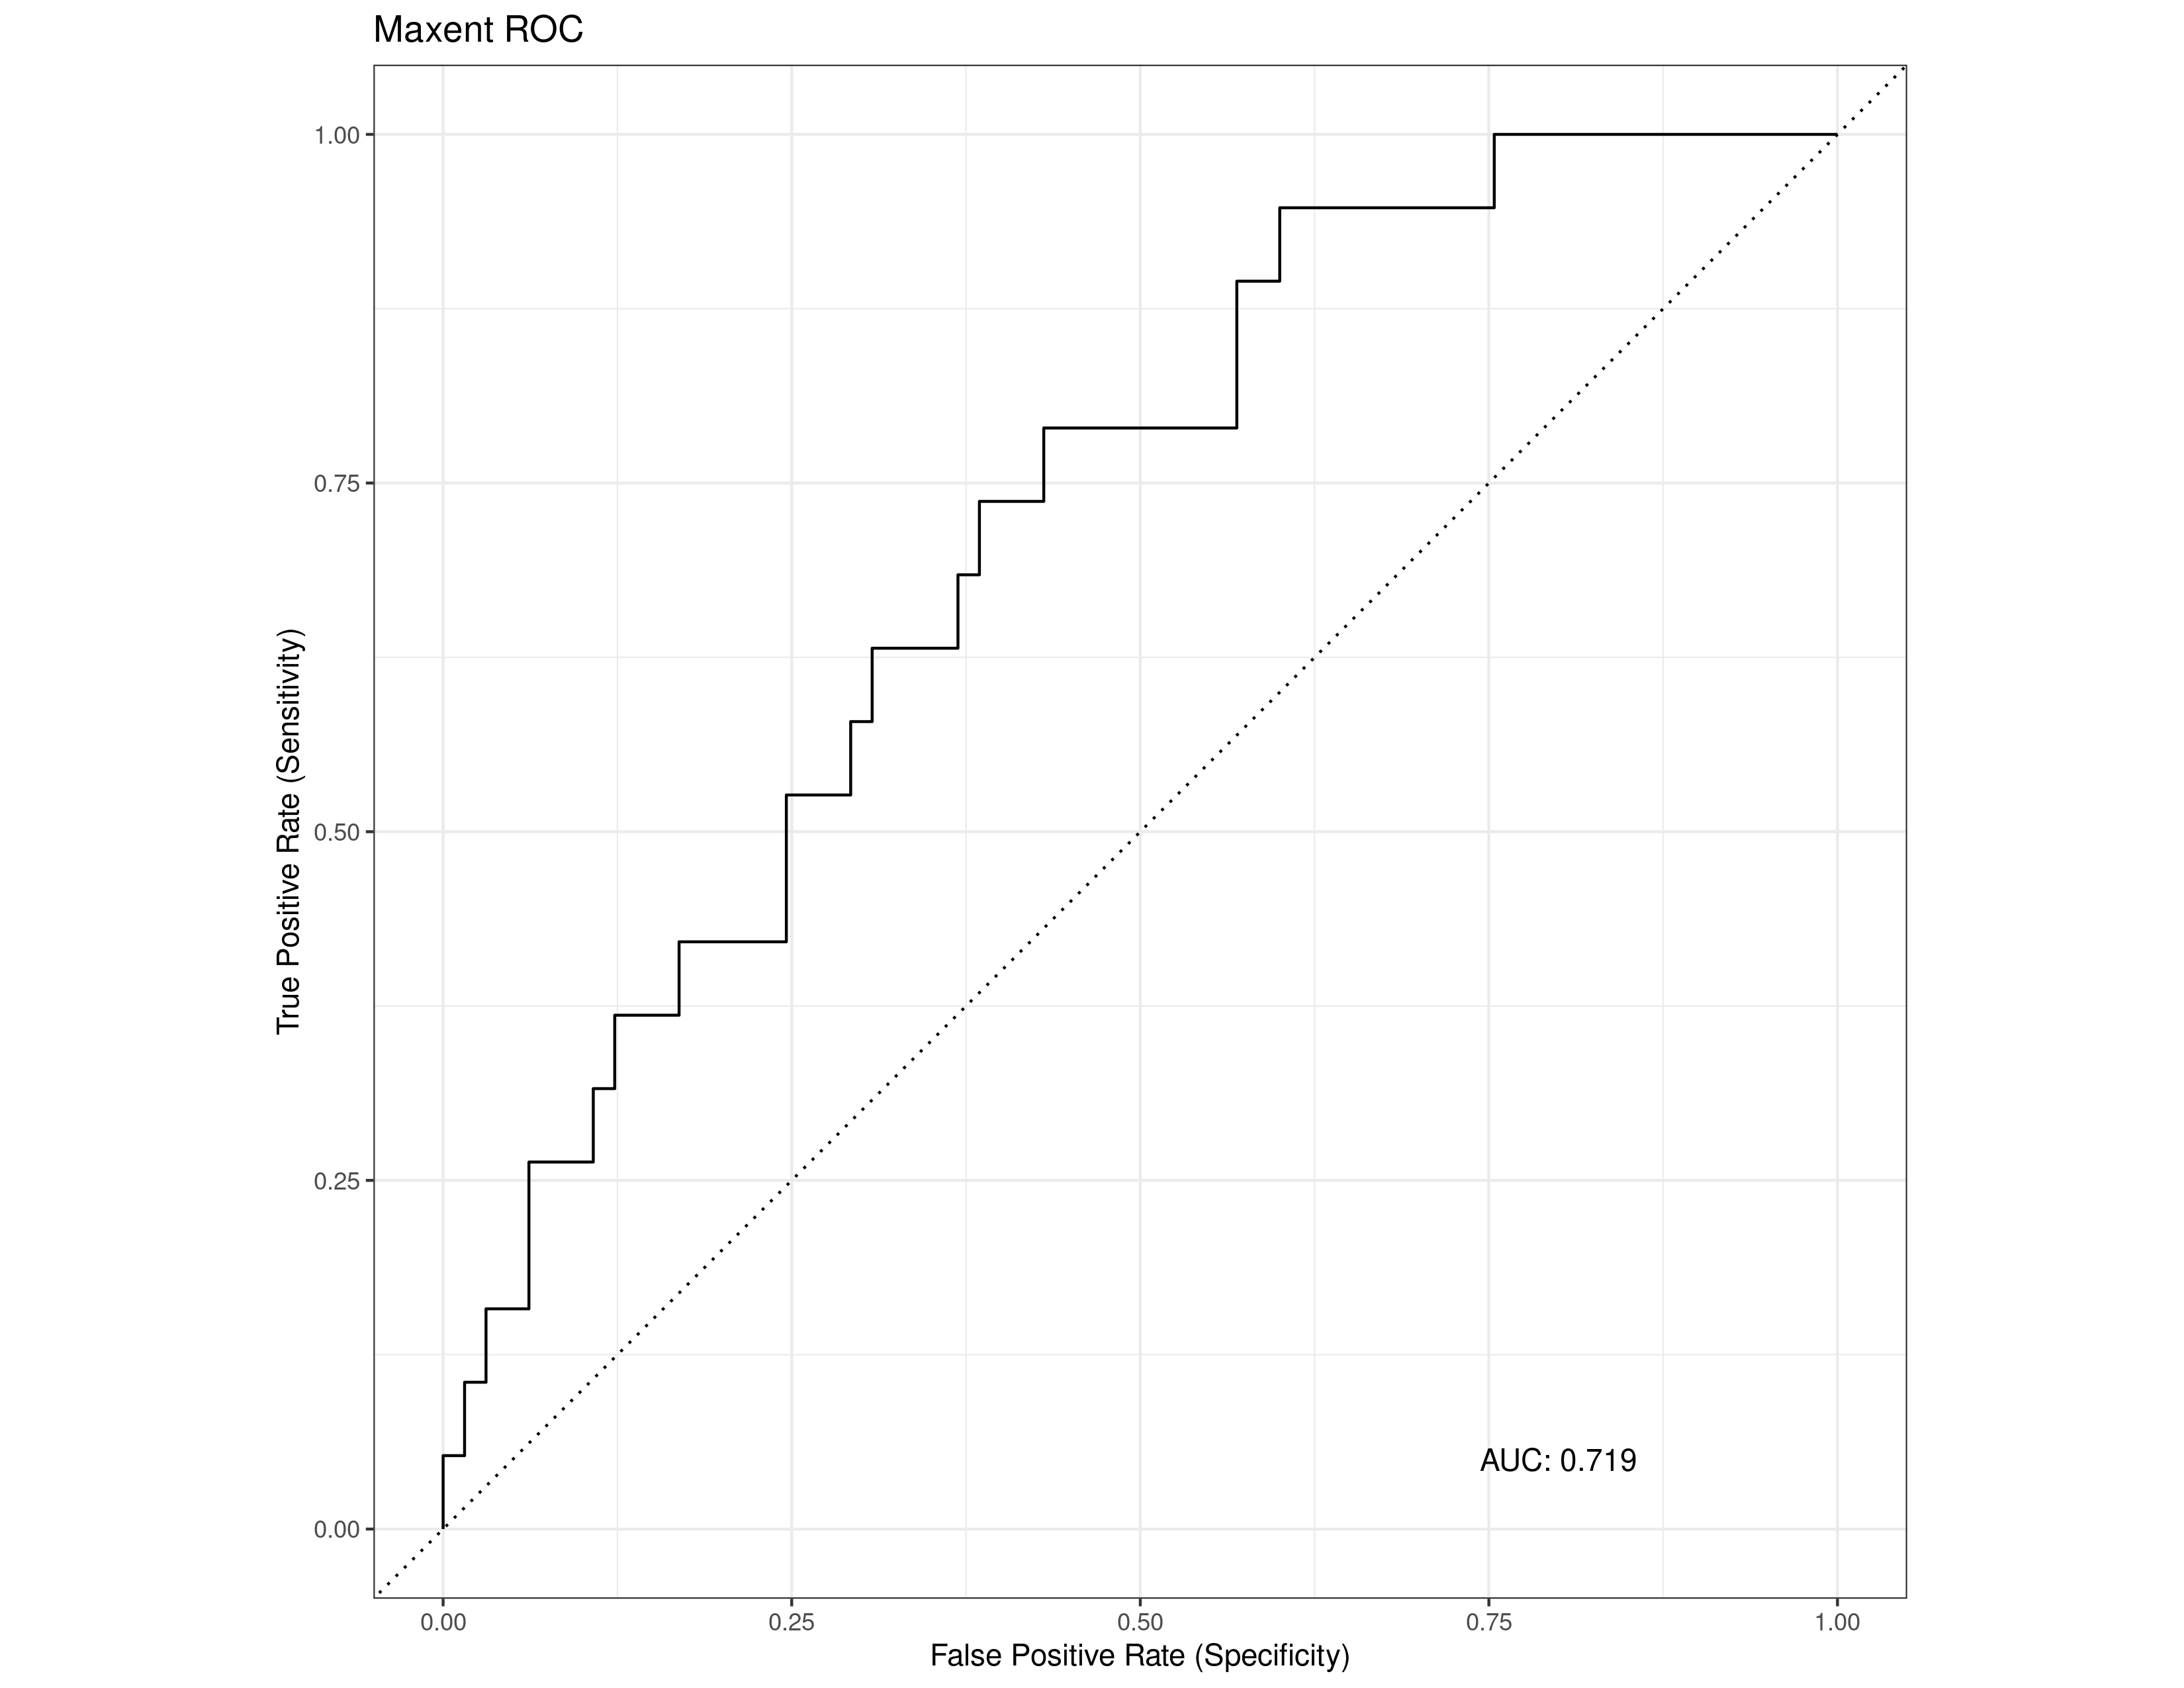 Maxent ROC
True Positive Rate (Sensitivity)
1.00
0.75
0.50
0.25
0.00
AUC: 0.719
0.00 0.25 0.50 0.75 1.00
False Positive Rate (Specificity)